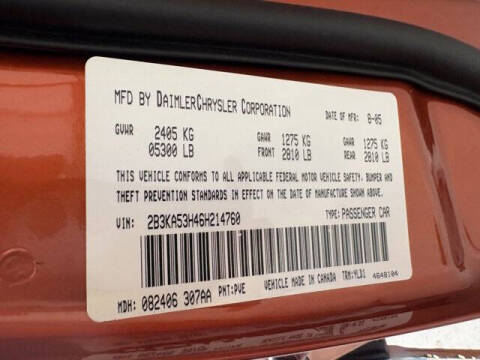 MFD BY DAIMLERCHRYSLER CORPORATION DATE OF MFR: 8-05
GVWR 2405 KG GAWR 1275 KG GAWR 1275 KG
05300 LB FRONT 2810 LB REAR 2810 LB
THIS VEHICLE CONFORMS TO ALL APPLICABLE FEDERAL MOTOR VEHICLE SAFETY, BUMPER, AND
THEFT PREVENTION STANDARDS IN EFFECT ON THE DATE OF MANUFACTURE SHOWN ABOVE.
VIN: 2B3KA53H46H214760 TYPE: PASSENGER CAR
MDH: 082406 307AA PNT: PVE VEHICLE MADE IN CANADA TRM: YLDJ 4648104